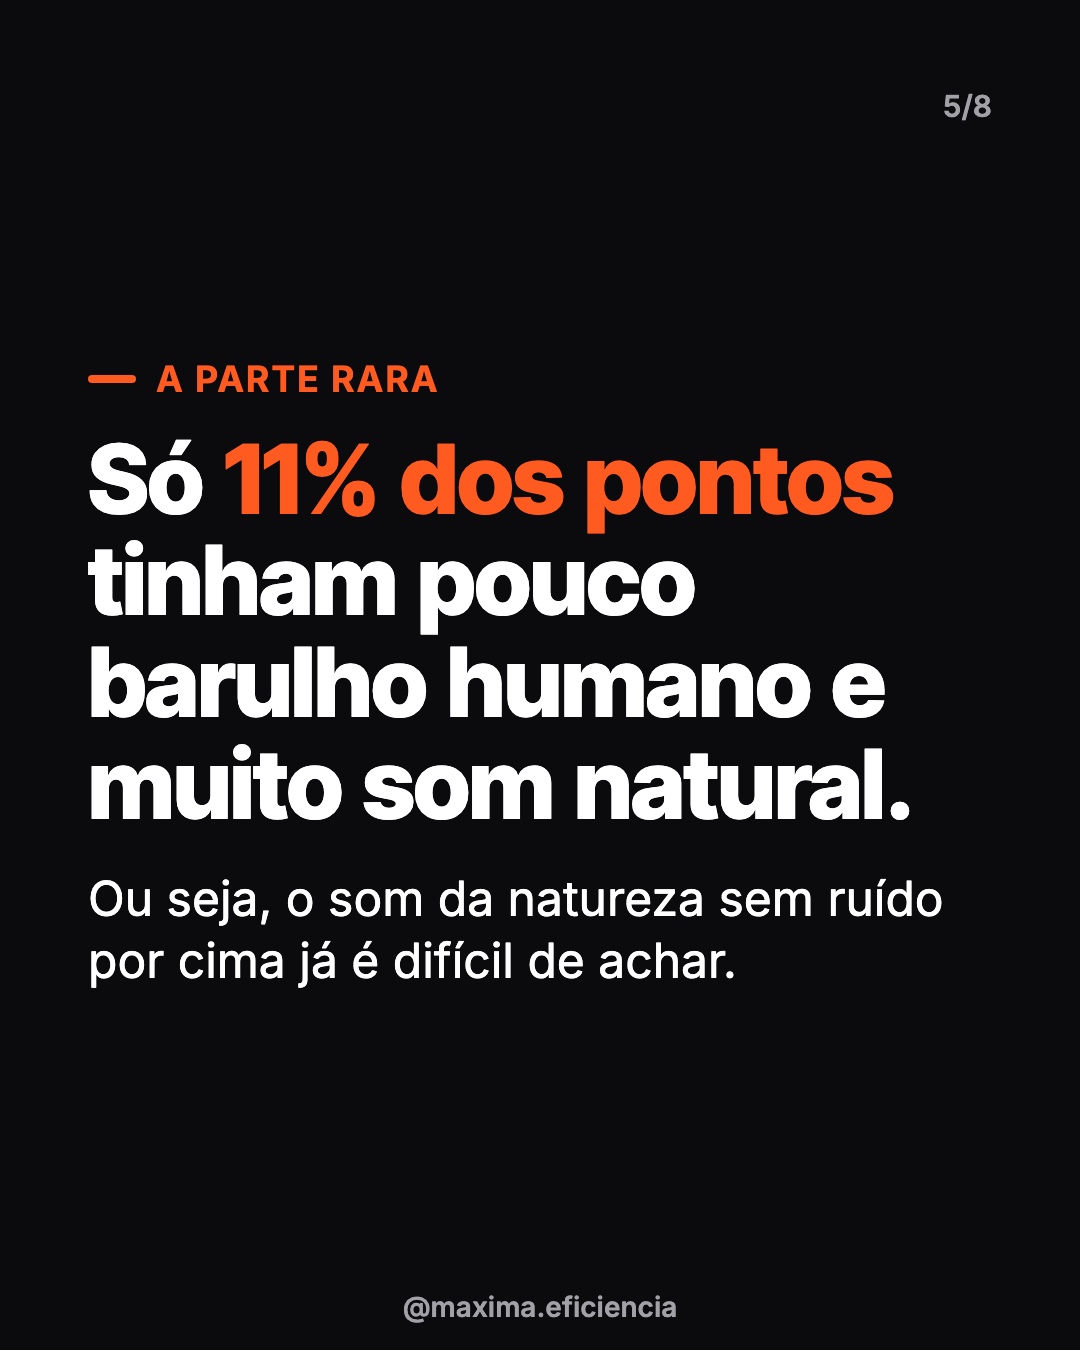 5/8
A PARTE RARA
Só 11% dos pontos
tinham pouco
barulho humano e
muito som natural.
Ou seja, o som da natureza sem ruído
por cima já é difícil de achar.
@maxima.eficiencia